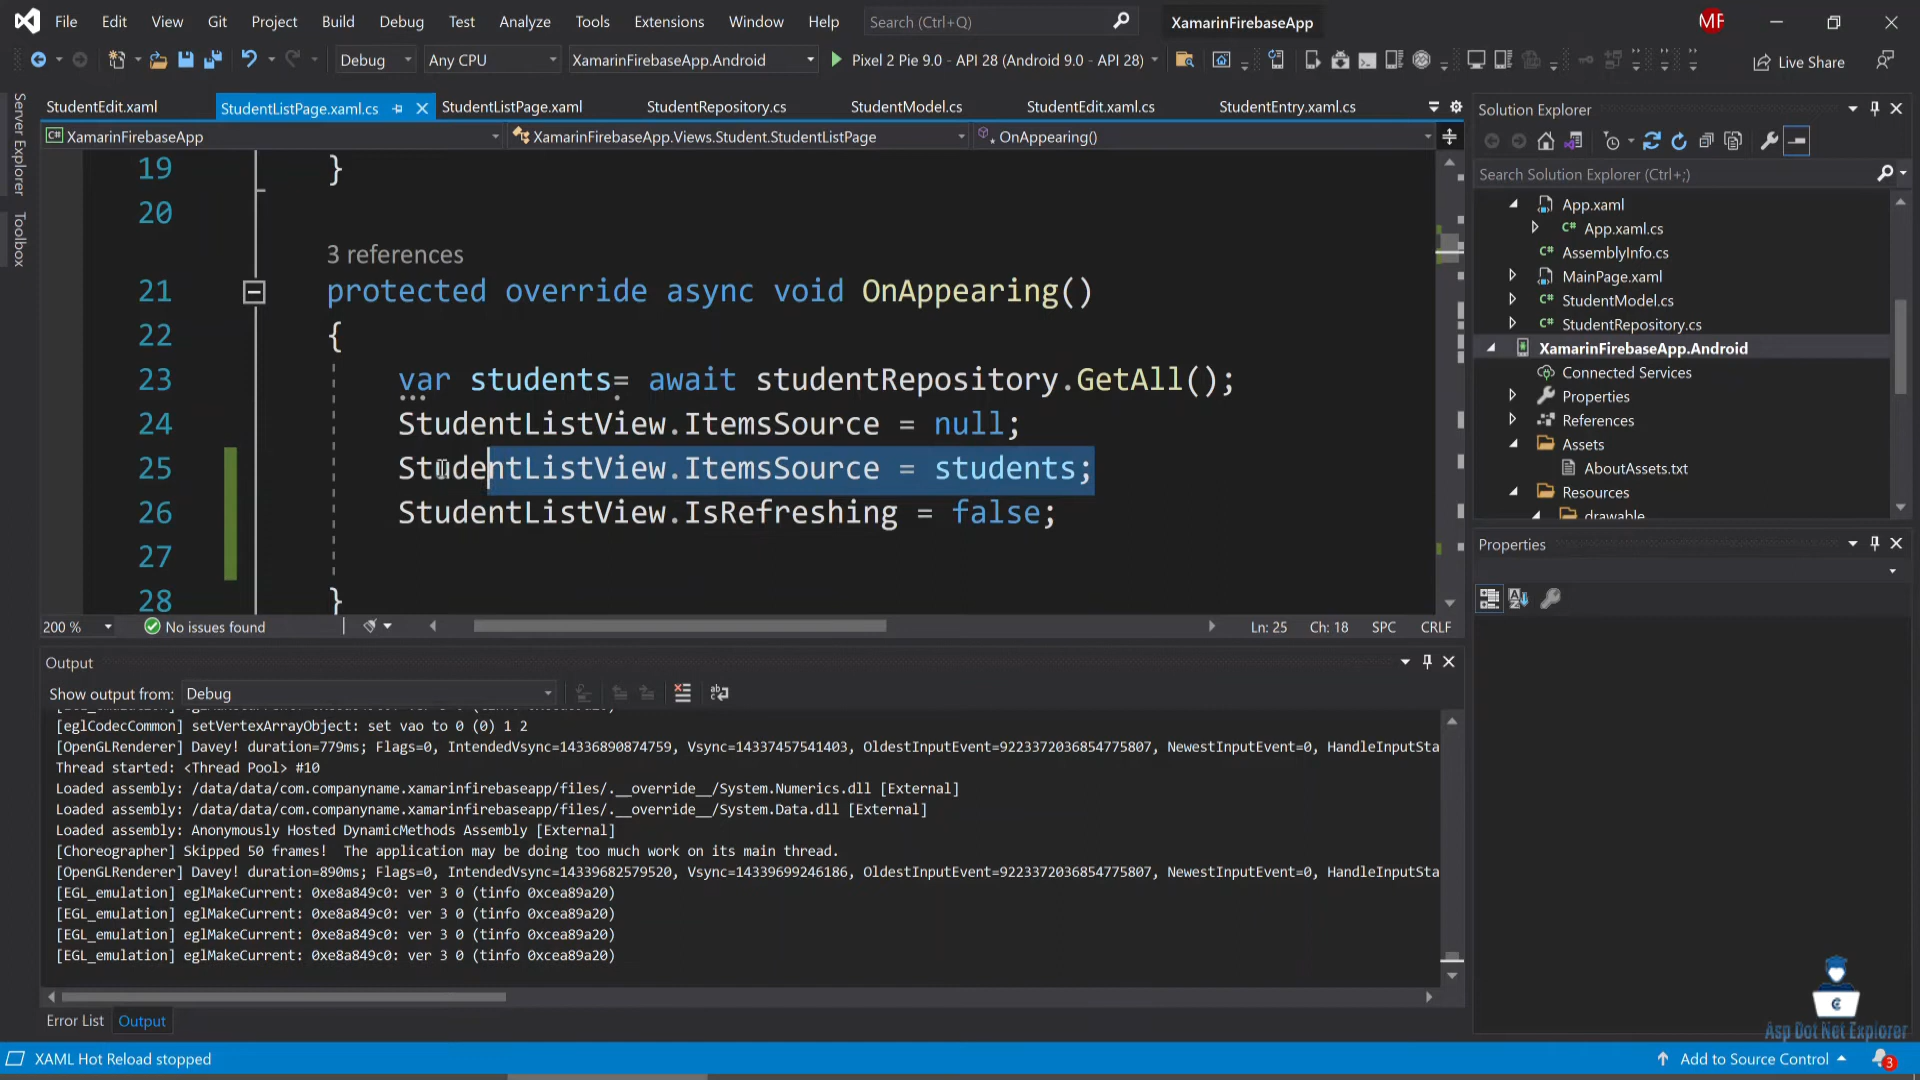 File Edit View Git Project Build Debug Test Analyze Tools Extensions Window Help Search (Ctrl+Q) XamarinFirebaseApp MF
Debug Any CPU XamarinFirebaseApp.Android Pixel 2 Pie 9.0 - API 28 (Android 9.0 - API 28) Live Share
Server Explorer
Toolbox
StudentEdit.xaml StudentListPage.xaml.cs StudentListPage.xaml StudentRepository.cs StudentModel.cs StudentEdit.xaml.cs StudentEntry.xaml.cs
XamarinFirebaseApp XamarinFirebaseApp.Views.Student.StudentListPage OnAppearing()
19 }
20
3 references
21 protected override async void OnAppearing()
22 {
23 var students= await studentRepository.GetAll();
24 StudentListView.ItemsSource = null;
25 StudentListView.ItemsSource = students;
26 StudentListView.IsRefreshing = false;
27
28 }
200 % No issues found Ln: 25 Ch: 18 SPC CRLF
Output
Show output from: Debug
[eglCodecCommon] setVertexArrayObject: set vao to 0 (0) 1 2
[OpenGLRenderer] Davey! duration=779ms; Flags=0, IntendedVsync=14336890874759, Vsync=14337457541403, OldestInputEvent=9223372036854775807, NewestInputEvent=0, HandleInputSta
Thread started: <Thread Pool> #10
Loaded assembly: /data/data/com.companyname.xamarinfirebaseapp/files/.__override__/System.Numerics.dll [External]
Loaded assembly: /data/data/com.companyname.xamarinfirebaseapp/files/.__override__/System.Data.dll [External]
Loaded assembly: Anonymously Hosted DynamicMethods Assembly [External]
[Choreographer] Skipped 50 frames!  The application may be doing too much work on its main thread.
[OpenGLRenderer] Davey! duration=890ms; Flags=0, IntendedVsync=14339682579520, Vsync=14339699246186, OldestInputEvent=9223372036854775807, NewestInputEvent=0, HandleInputSta
[EGL_emulation] eglMakeCurrent: 0xe8a849c0: ver 3 0 (tinfo 0xcea89a20)
[EGL_emulation] eglMakeCurrent: 0xe8a849c0: ver 3 0 (tinfo 0xcea89a20)
[EGL_emulation] eglMakeCurrent: 0xe8a849c0: ver 3 0 (tinfo 0xcea89a20)
[EGL_emulation] eglMakeCurrent: 0xe8a849c0: ver 3 0 (tinfo 0xcea89a20)
Error List Output
Solution Explorer
Search Solution Explorer (Ctrl+;)
App.xaml
C# App.xaml.cs
C# AssemblyInfo.cs
MainPage.xaml
C# StudentModel.cs
C# StudentRepository.cs
XamarinFirebaseApp.Android
Connected Services
Properties
References
Assets
AboutAssets.txt
Resources
drawable
Properties
Asp Dot Net Explorer
XAML Hot Reload stopped Add to Source Control 3